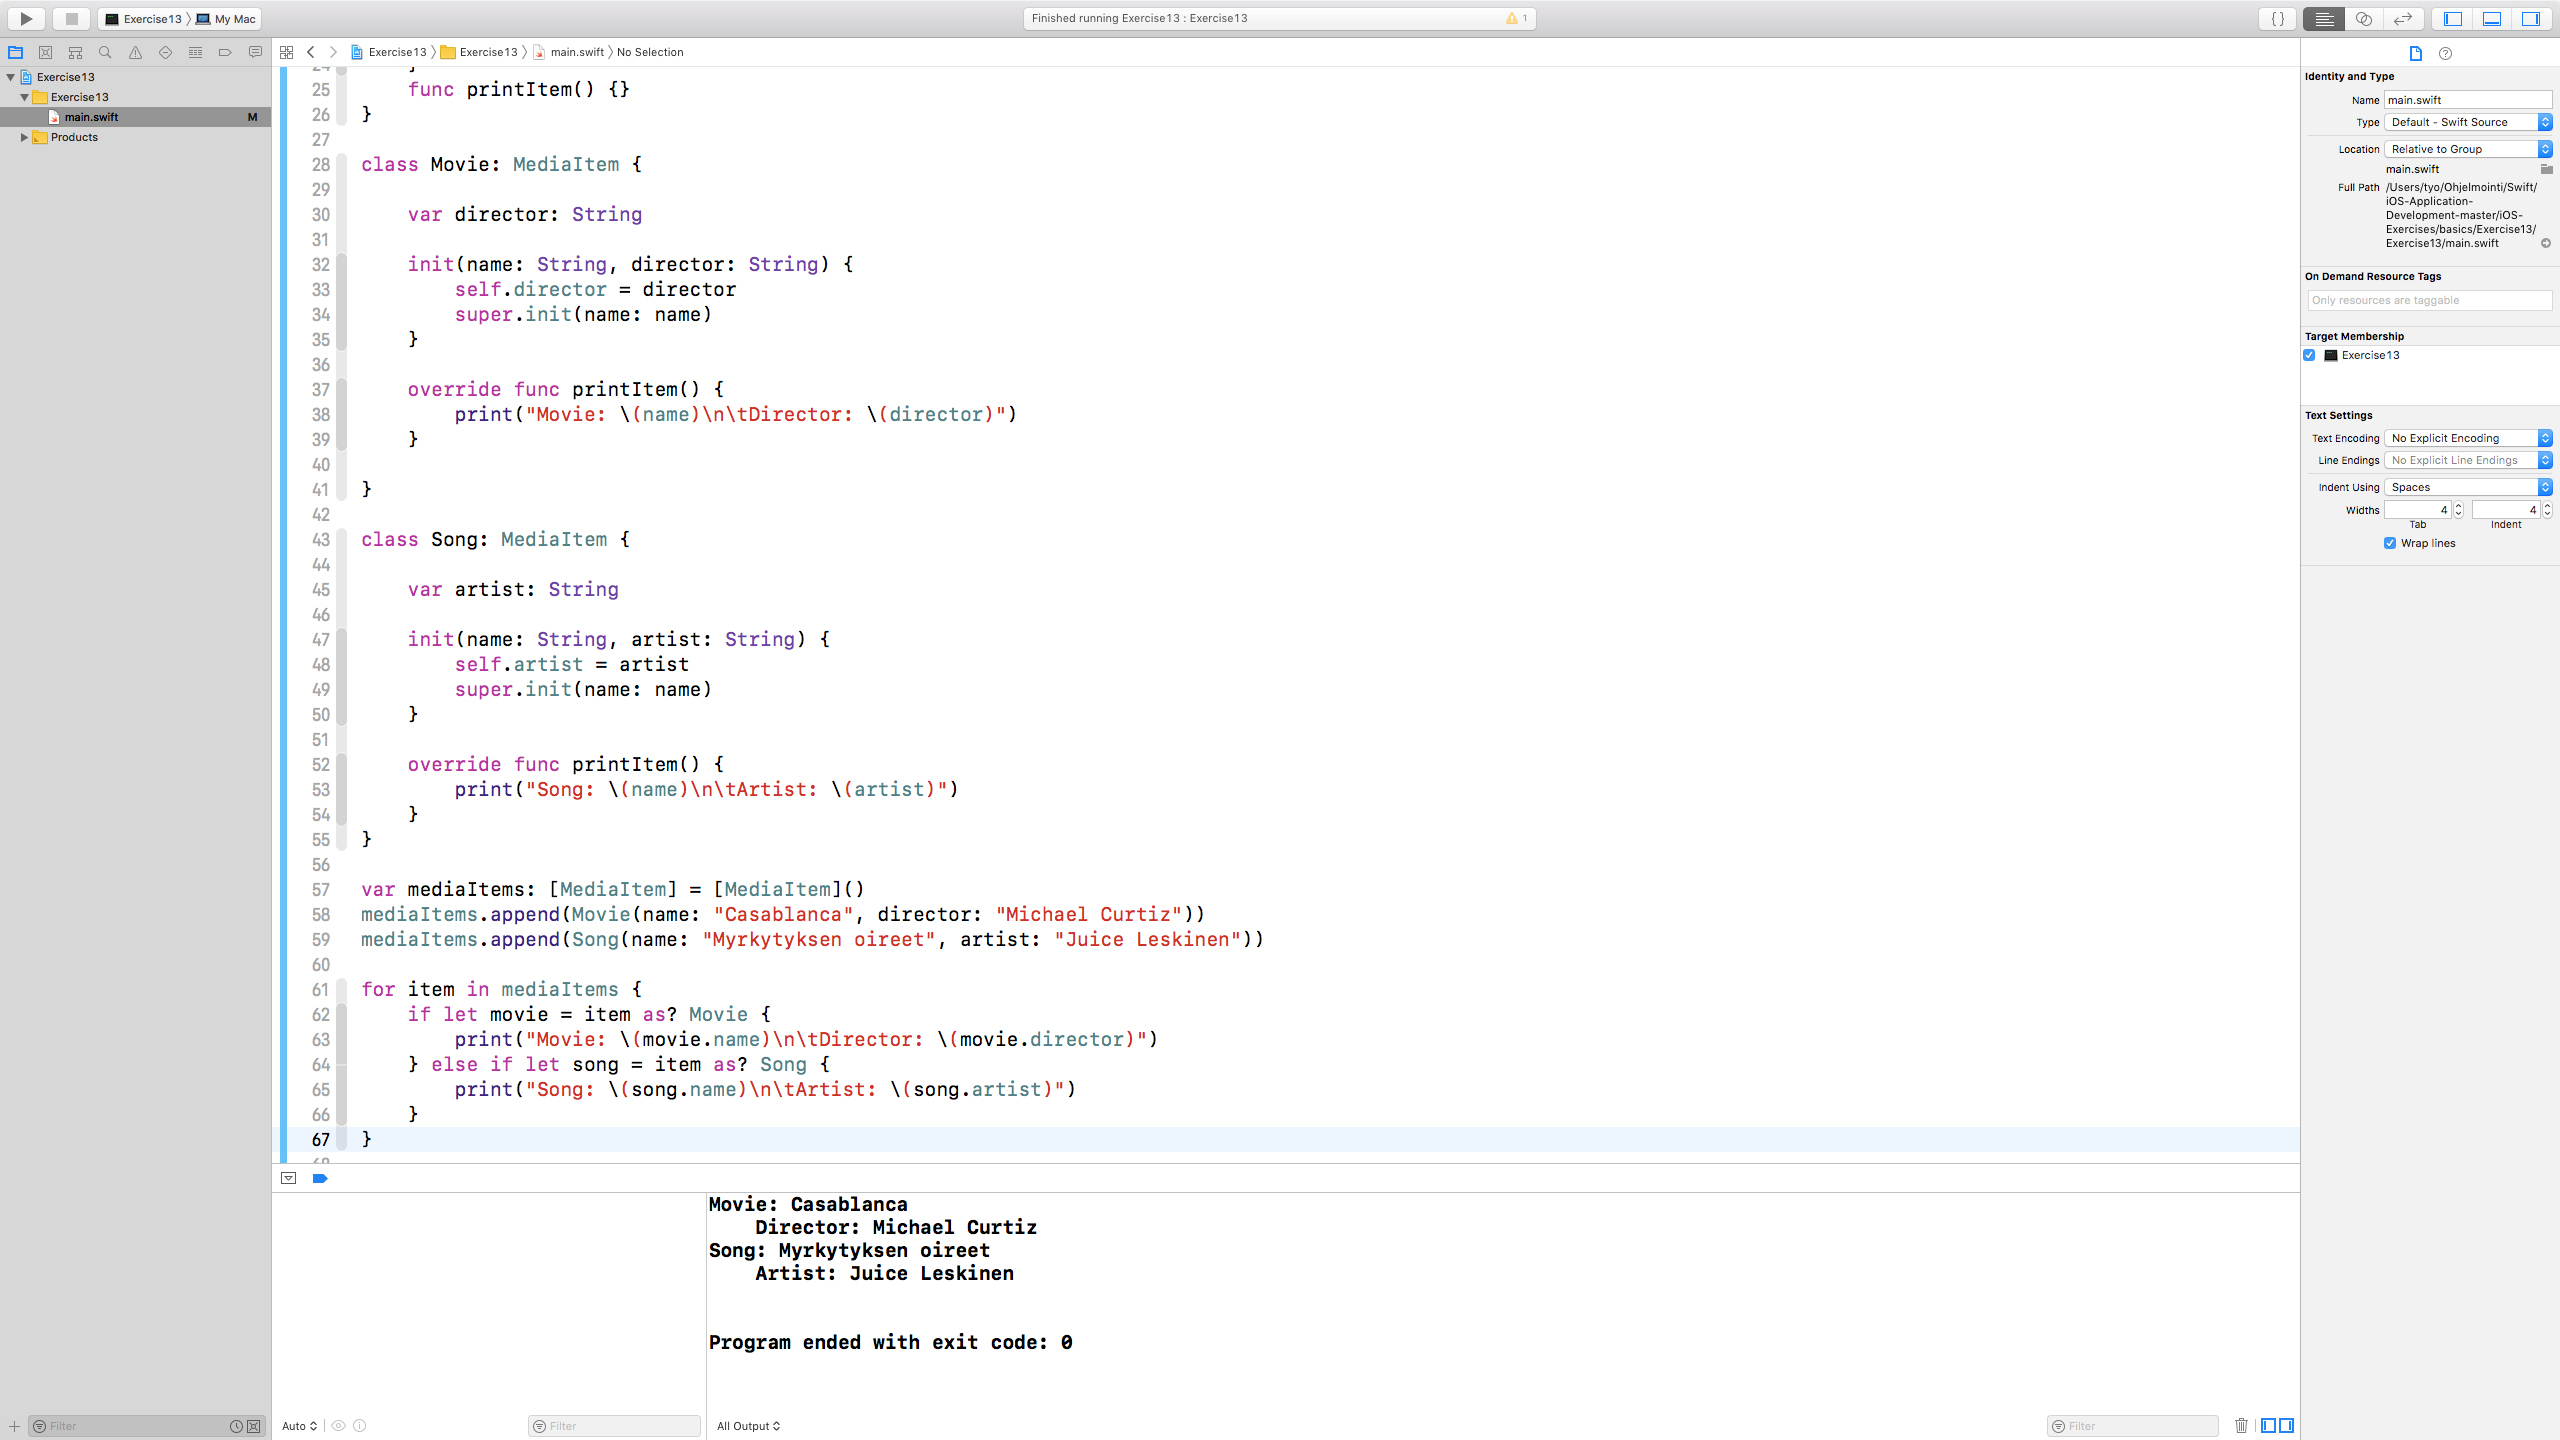 Exercise13 〉 My Mac
Finished running Exercise13 : Exercise13
1
{}
Exercise13 〉 Exercise13 〉 main.swift 〉 No Selection
Exercise13
Exercise13
main.swift M
Products
25 func printItem() {}
26 }
27
28 class Movie: MediaItem {
29
30 var director: String
31
32 init(name: String, director: String) {
33 self.director = director
34 super.init(name: name)
35 }
36
37 override func printItem() {
38 print("Movie: \(name)\n\tDirector: \(director)")
39 }
40
41 }
42
43 class Song: MediaItem {
44
45 var artist: String
46
47 init(name: String, artist: String) {
48 self.artist = artist
49 super.init(name: name)
50 }
51
52 override func printItem() {
53 print("Song: \(name)\n\tArtist: \(artist)")
54 }
55 }
56
57 var mediaItems: [MediaItem] = [MediaItem]()
58 mediaItems.append(Movie(name: "Casablanca", director: "Michael Curtiz"))
59 mediaItems.append(Song(name: "Myrkytyksen oireet", artist: "Juice Leskinen"))
60
61 for item in mediaItems {
62 if let movie = item as? Movie {
63 print("Movie: \(movie.name)\n\tDirector: \(movie.director)")
64 } else if let song = item as? Song {
65 print("Song: \(song.name)\n\tArtist: \(song.artist)")
66 }
67 }
Movie: Casablanca
Director: Michael Curtiz
Song: Myrkytyksen oireet
Artist: Juice Leskinen
Program ended with exit code: 0
Filter
Auto
Filter
All Output
Filter
Identity and Type
Name main.swift
Type Default - Swift Source
Location Relative to Group
main.swift
Full Path /Users/tyo/Ohjelmointi/Swift/
iOS-Application-
Development-master/iOS-
Exercises/basics/Exercise13/
Exercise13/main.swift
On Demand Resource Tags
Only resources are taggable
Target Membership
Exercise13
Text Settings
Text Encoding No Explicit Encoding
Line Endings No Explicit Line Endings
Indent Using Spaces
Widths 4 4
Tab Indent
Wrap lines